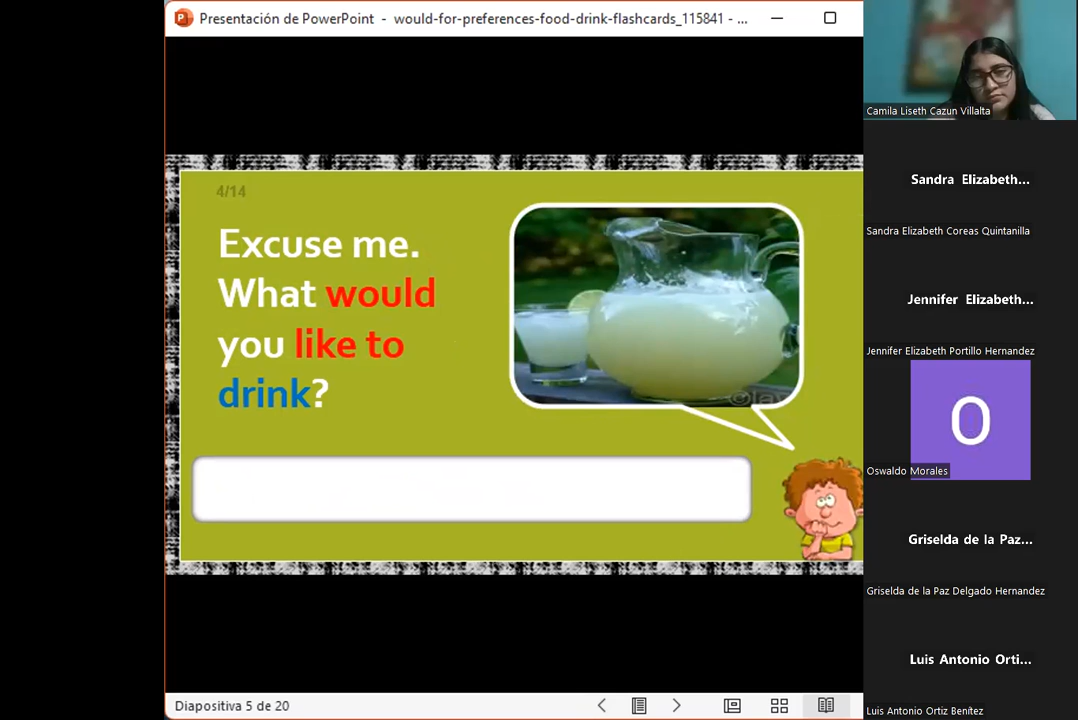 Presentación de PowerPoint - would-for-preferences-food-drink-flashcards_115841 - ...
4/14
Excuse me.
What would
you like to
drink?
Diapositiva 5 de 20
Camila Liseth Cazun Villalta
Sandra Elizabeth...
Sandra Elizabeth Coreas Quintanilla
Jennifer Elizabeth...
Jennifer Elizabeth Portillo Hernandez
O
Oswaldo Morales
Griselda de la Paz...
Griselda de la Paz Delgado Hernandez
Luis Antonio Orti...
Luis Antonio Ortiz Benítez